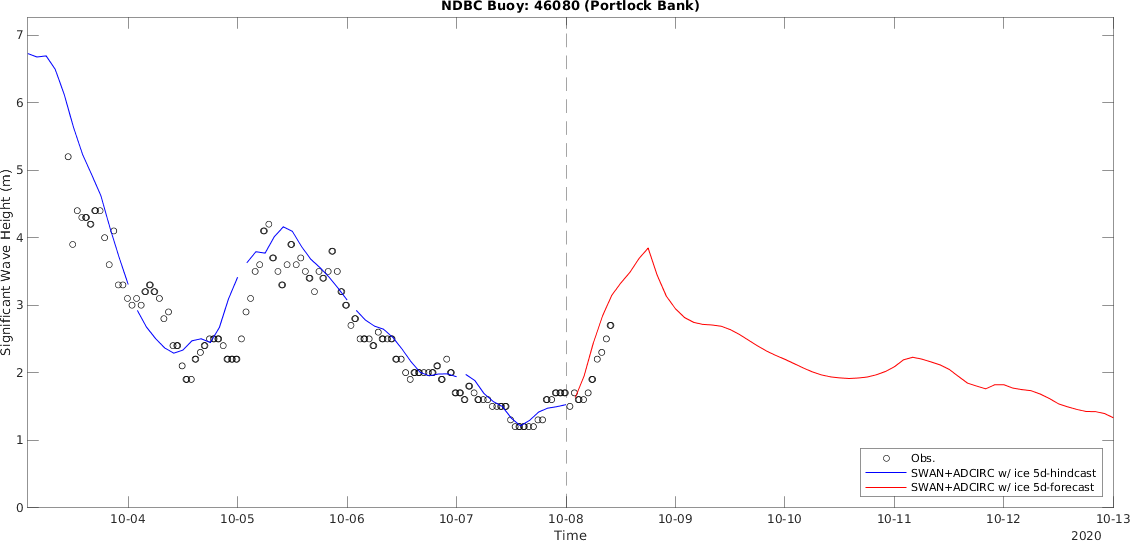 NDBC Buoy: 46080 (Portlock Bank)
7
6
5
4
3
2
1
0
Significant Wave Height (m)
10-04 10-05 10-06 10-07 10-08 10-09 10-10 10-11 10-12 10-13
Time
2020
Obs.
SWAN+ADCIRC w/ ice 5d-hindcast
SWAN+ADCIRC w/ ice 5d-forecast